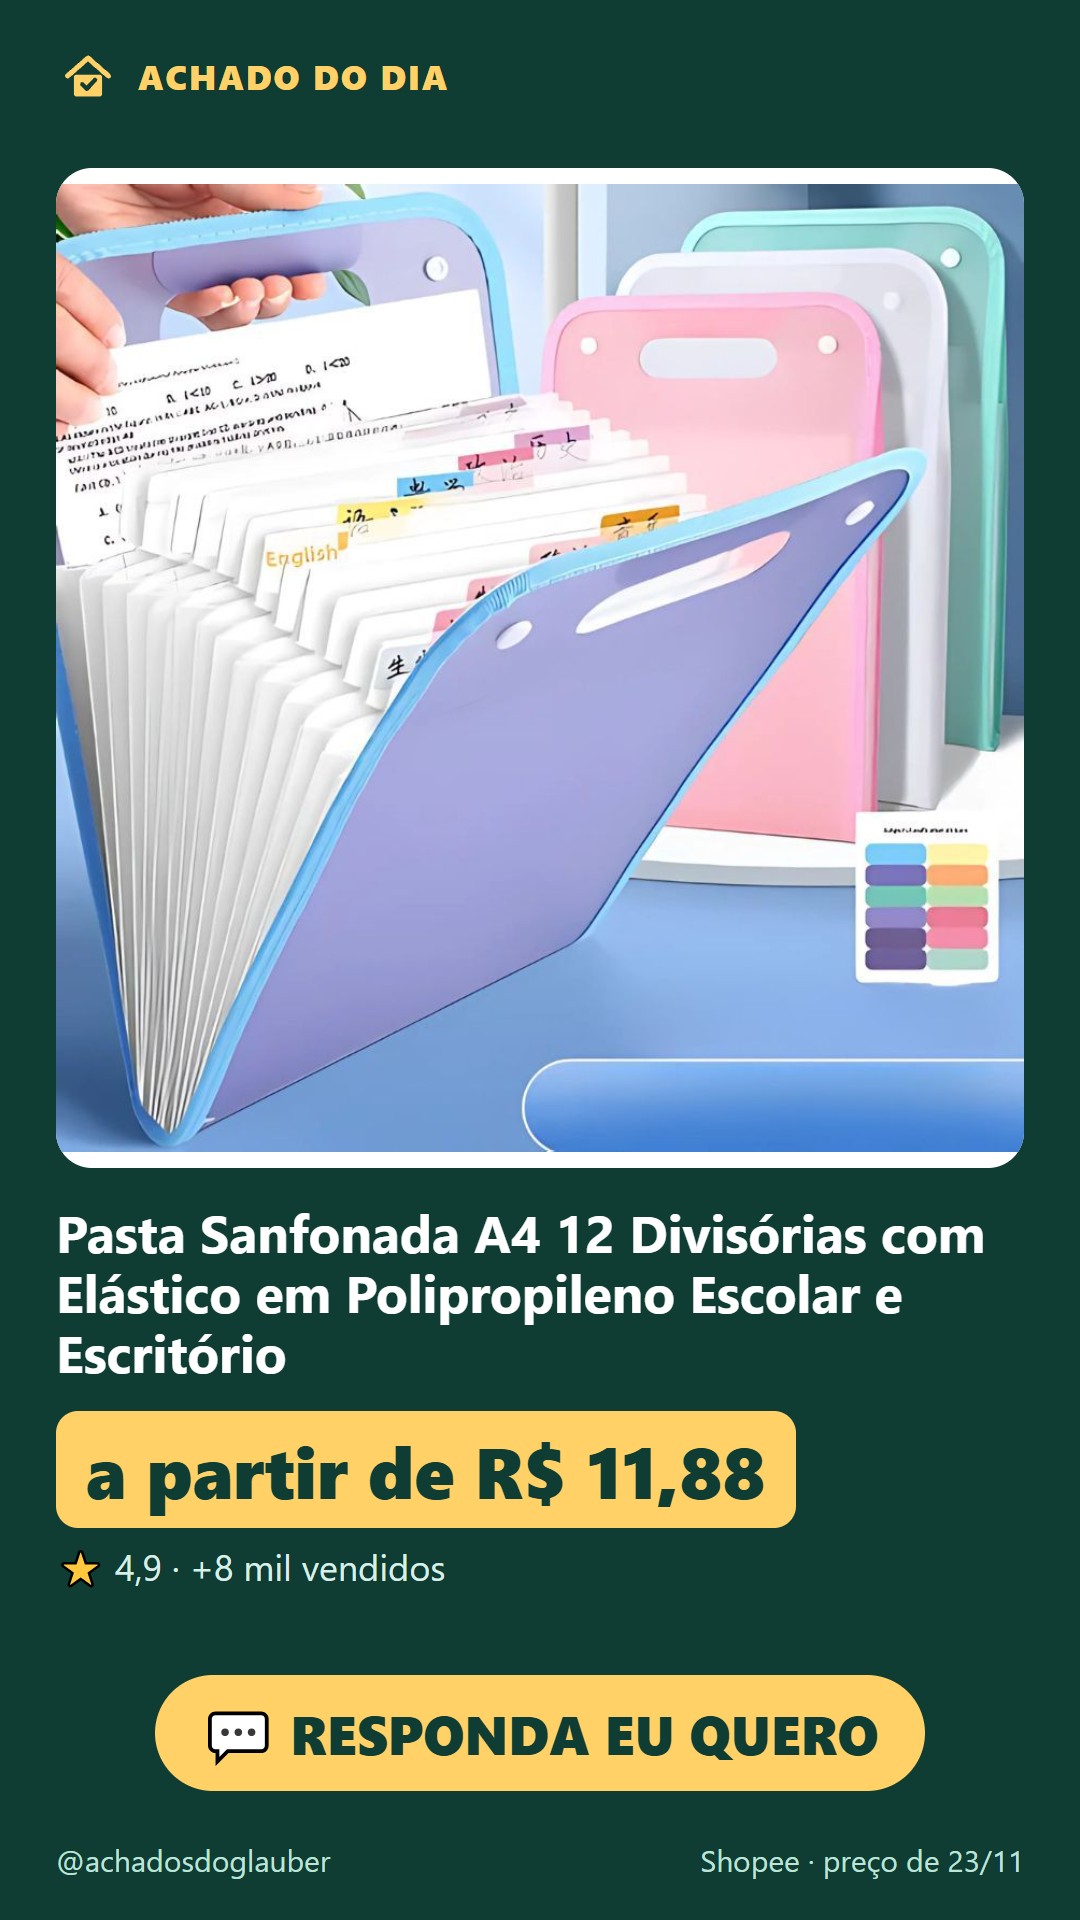 ACHADO DO DIA
English
Pasta Sanfonada A4 12 Divisórias com
Elástico em Polipropileno Escolar e
Escritório
a partir de R$ 11,88
4,9 · +8 mil vendidos
RESPONDA EU QUERO
@achadosdoglauber
Shopee · preço de 23/11